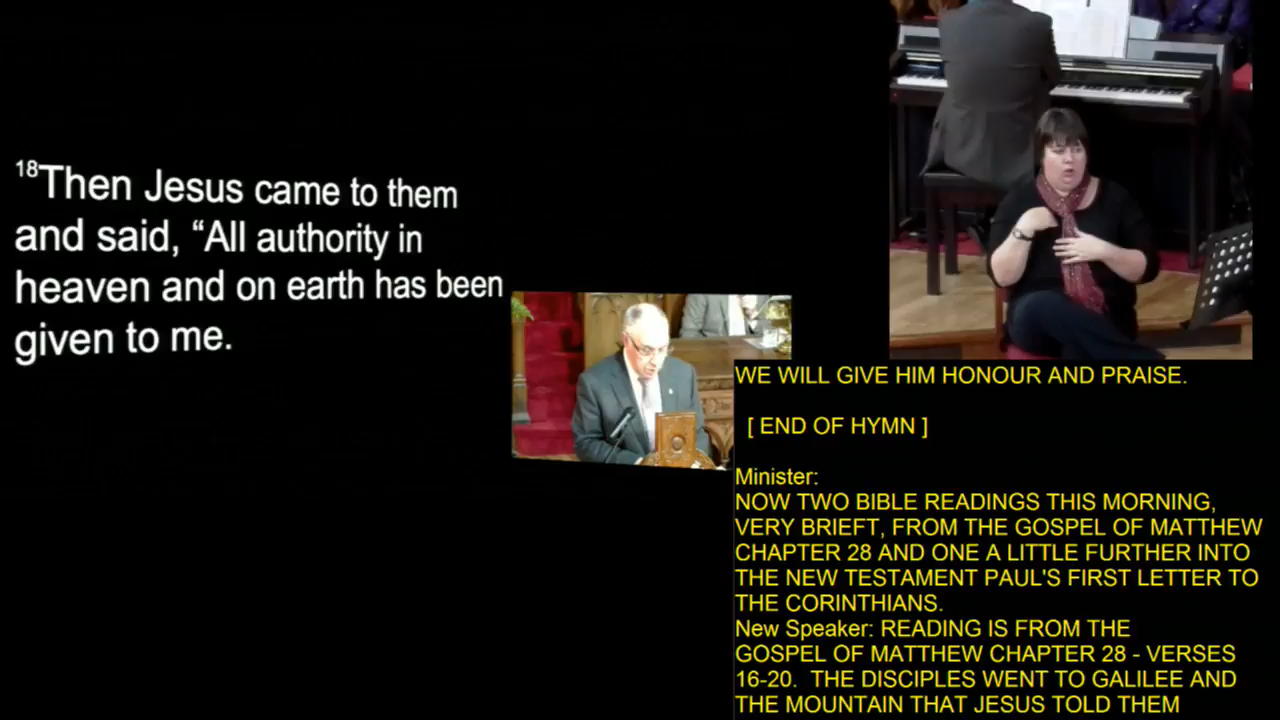 18Then Jesus came to them
and said, “All authority in
heaven and on earth has been
given to me.
WE WILL GIVE HIM HONOUR AND PRAISE.
[ END OF HYMN ]
Minister:
NOW TWO BIBLE READINGS THIS MORNING,
VERY BRIEFT, FROM THE GOSPEL OF MATTHEW
CHAPTER 28 AND ONE A LITTLE FURTHER INTO
THE NEW TESTAMENT PAUL'S FIRST LETTER TO
THE CORINTHIANS.
New Speaker: READING IS FROM THE
GOSPEL OF MATTHEW CHAPTER 28 - VERSES
16-20.  THE DISCIPLES WENT TO GALILEE AND
THE MOUNTAIN THAT JESUS TOLD THEM